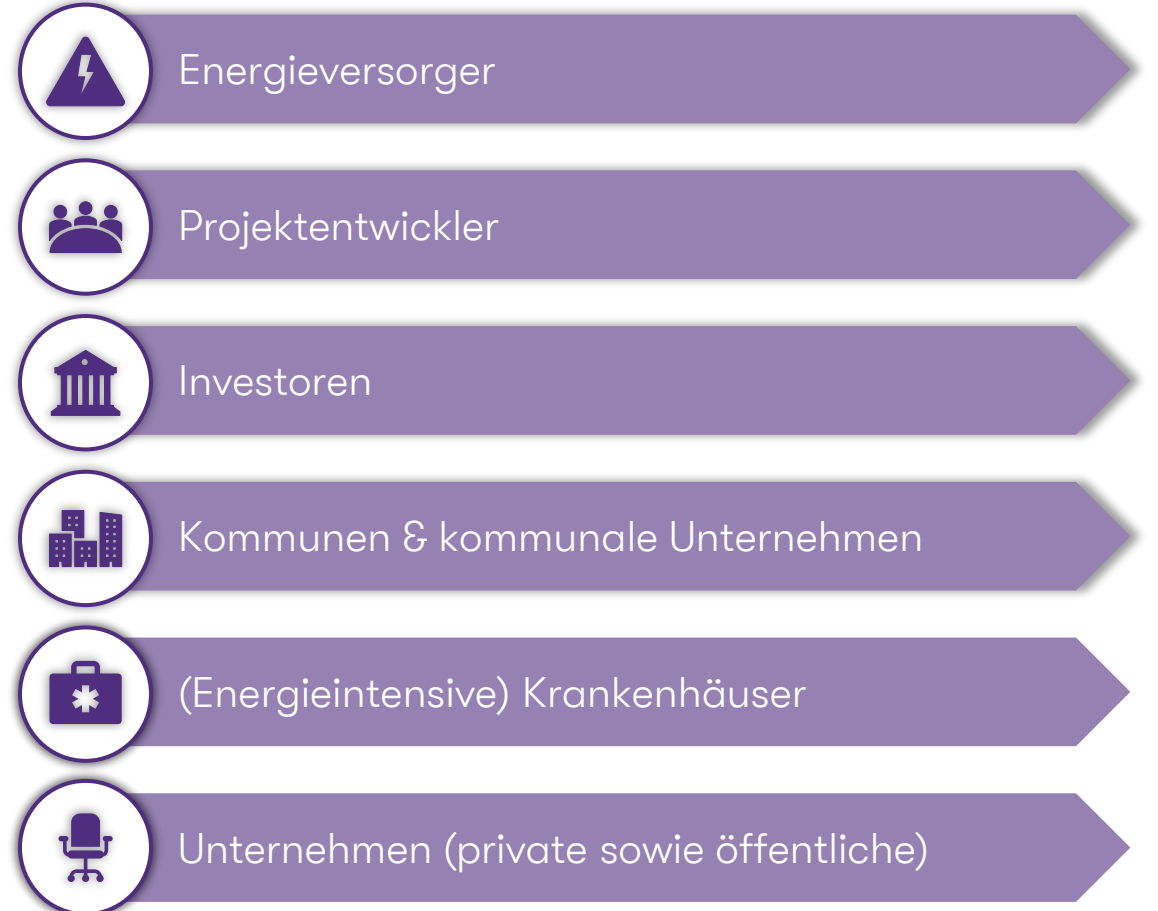 Energieversorger
Projektentwickler
Investoren
Kommunen & kommunale Unternehmen
(Energieintensive) Krankenhäuser
Unternehmen (private sowie öffentliche)